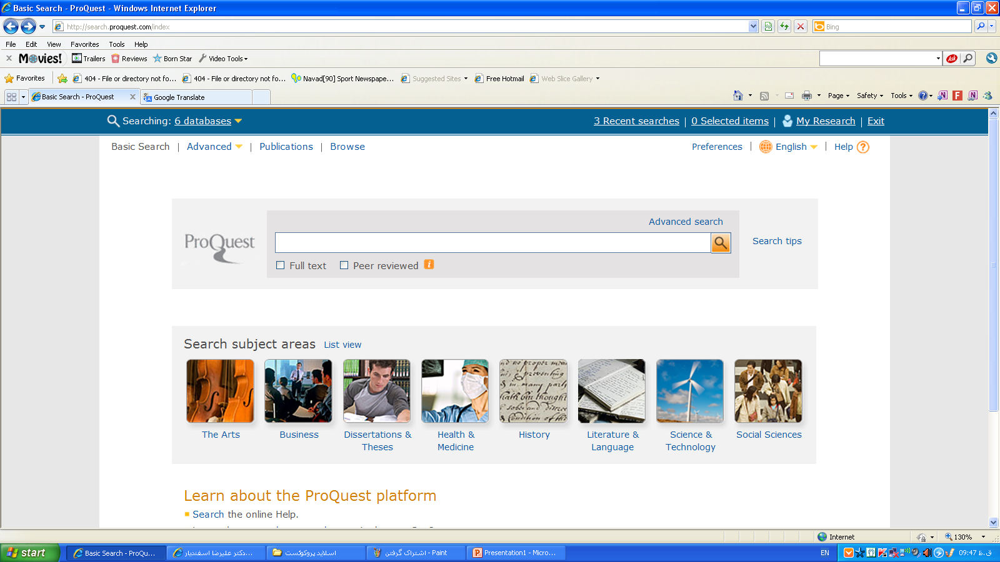 Basic Search - ProQuest - Windows Internet Explorer
http://search.proquest.com/index
Bing
File Edit View Favorites Tools Help
Movies! Trailers Reviews Born Star Video Tools
Ask
Favorites 404 - File or directory not fo... 404 - File or directory not fo... Navad[90] Sport Newspape... Suggested Sites Free Hotmail Web Slice Gallery
Basic Search - ProQuest Google Translate
Page Safety Tools
Searching: 6 databases
3 Recent searches | 0 Selected items | My Research | Exit
Basic Search | Advanced | Publications | Browse
Preferences | English | Help ?
Advanced search
ProQuest
Search tips
Full text Peer reviewed i
Search subject areas List view
The Arts
Business
Dissertations & Theses
Health & Medicine
History
Literature & Language
Science & Technology
Social Sciences
Learn about the ProQuest platform
Search the online Help.
Internet 130%
start Basic Search - ProQu... دکتر علیرضا اسفندیار... اسلاید پروکوئست اشتراک گرفتن - Paint Presentation1 - Micro... EN 09:47 ق.ظ